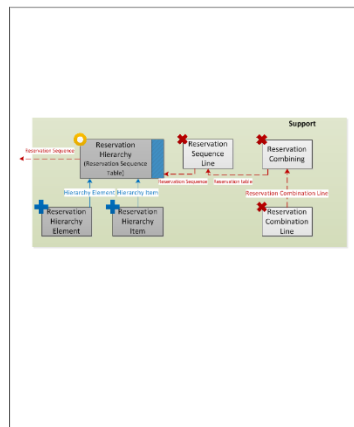 Support
Reservation Sequence
Reservation
Hierarchy
(Reservation Sequence
Table)
Reservation
Sequence
Line
Reservation
Combining
Reservation Sequence
Reservation Table
Hierarchy Element
Hierarchy Item
Reservation Combination Line
Reservation
Hierarchy
Element
Reservation
Hierarchy
Item
Reservation
Combination
Line